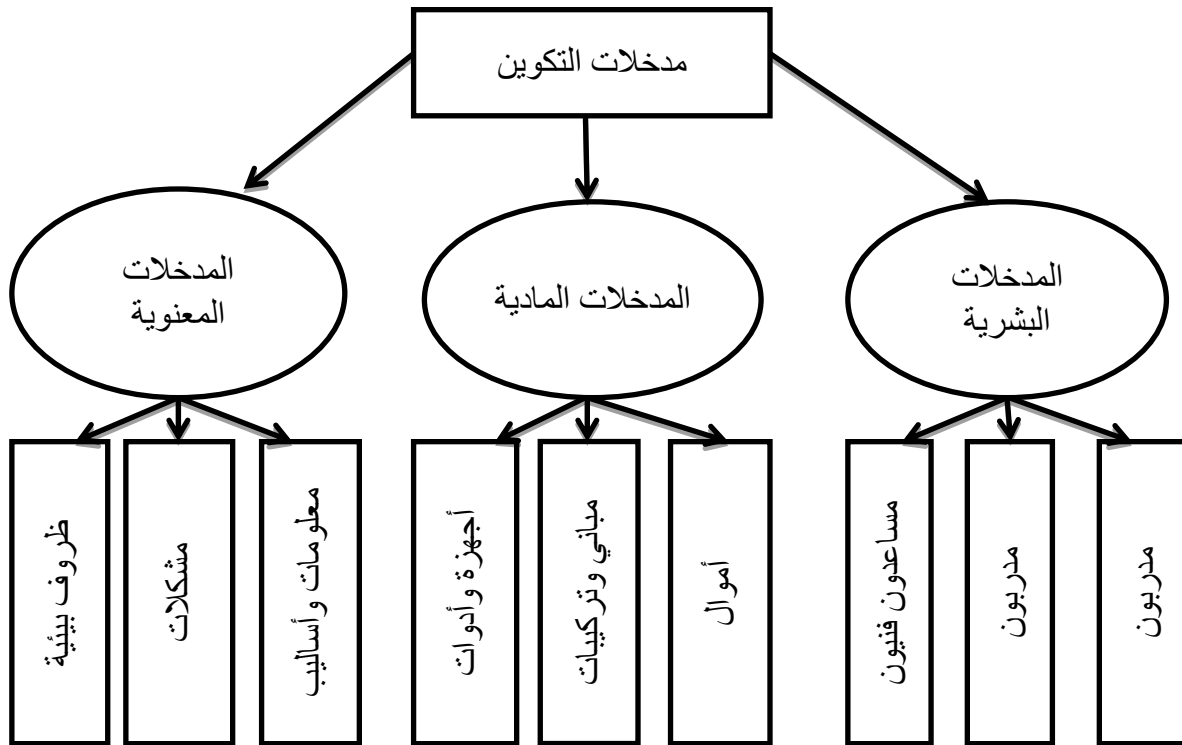 مدخلات التكوين
المدخلات
البشرية
المدخلات المادية
المدخلات
المعنوية
مدربون
مدربون
مساعدون فنيون
أموال
مباني وتركيبات
أجهزة وأدوات
معلومات وأساليب
مشكلات
ظروف بيئية